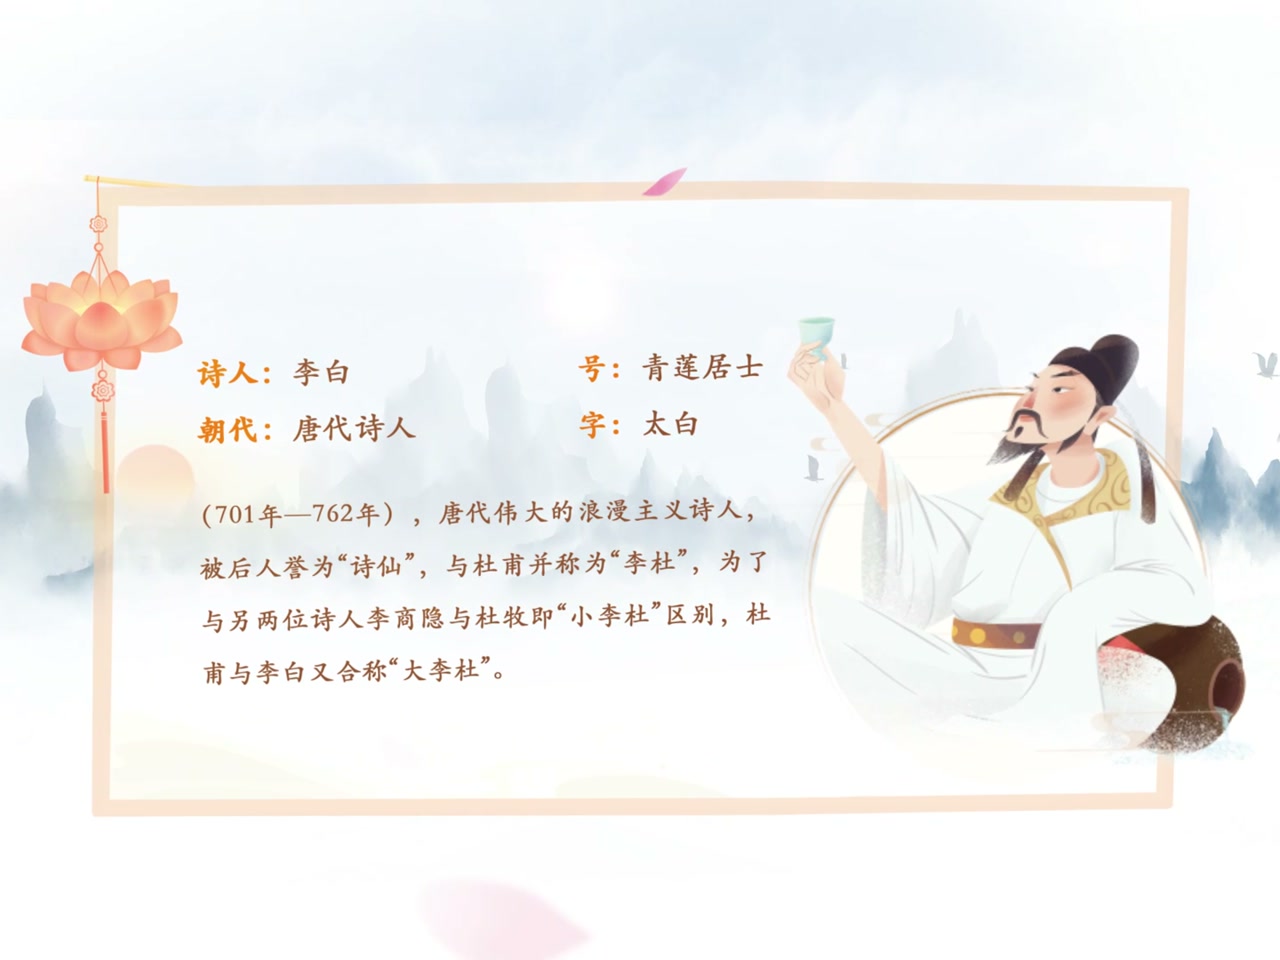 诗人：李白
号：青莲居士
朝代：唐代诗人
字：太白
(701年—762年），唐代伟大的浪漫主义诗人，
被后人誉为“诗仙”，与杜甫并称为“李杜”，为了
与另两位诗人李商隐与杜牧即“小李杜”区别，杜
甫与李白又合称“大李杜”。